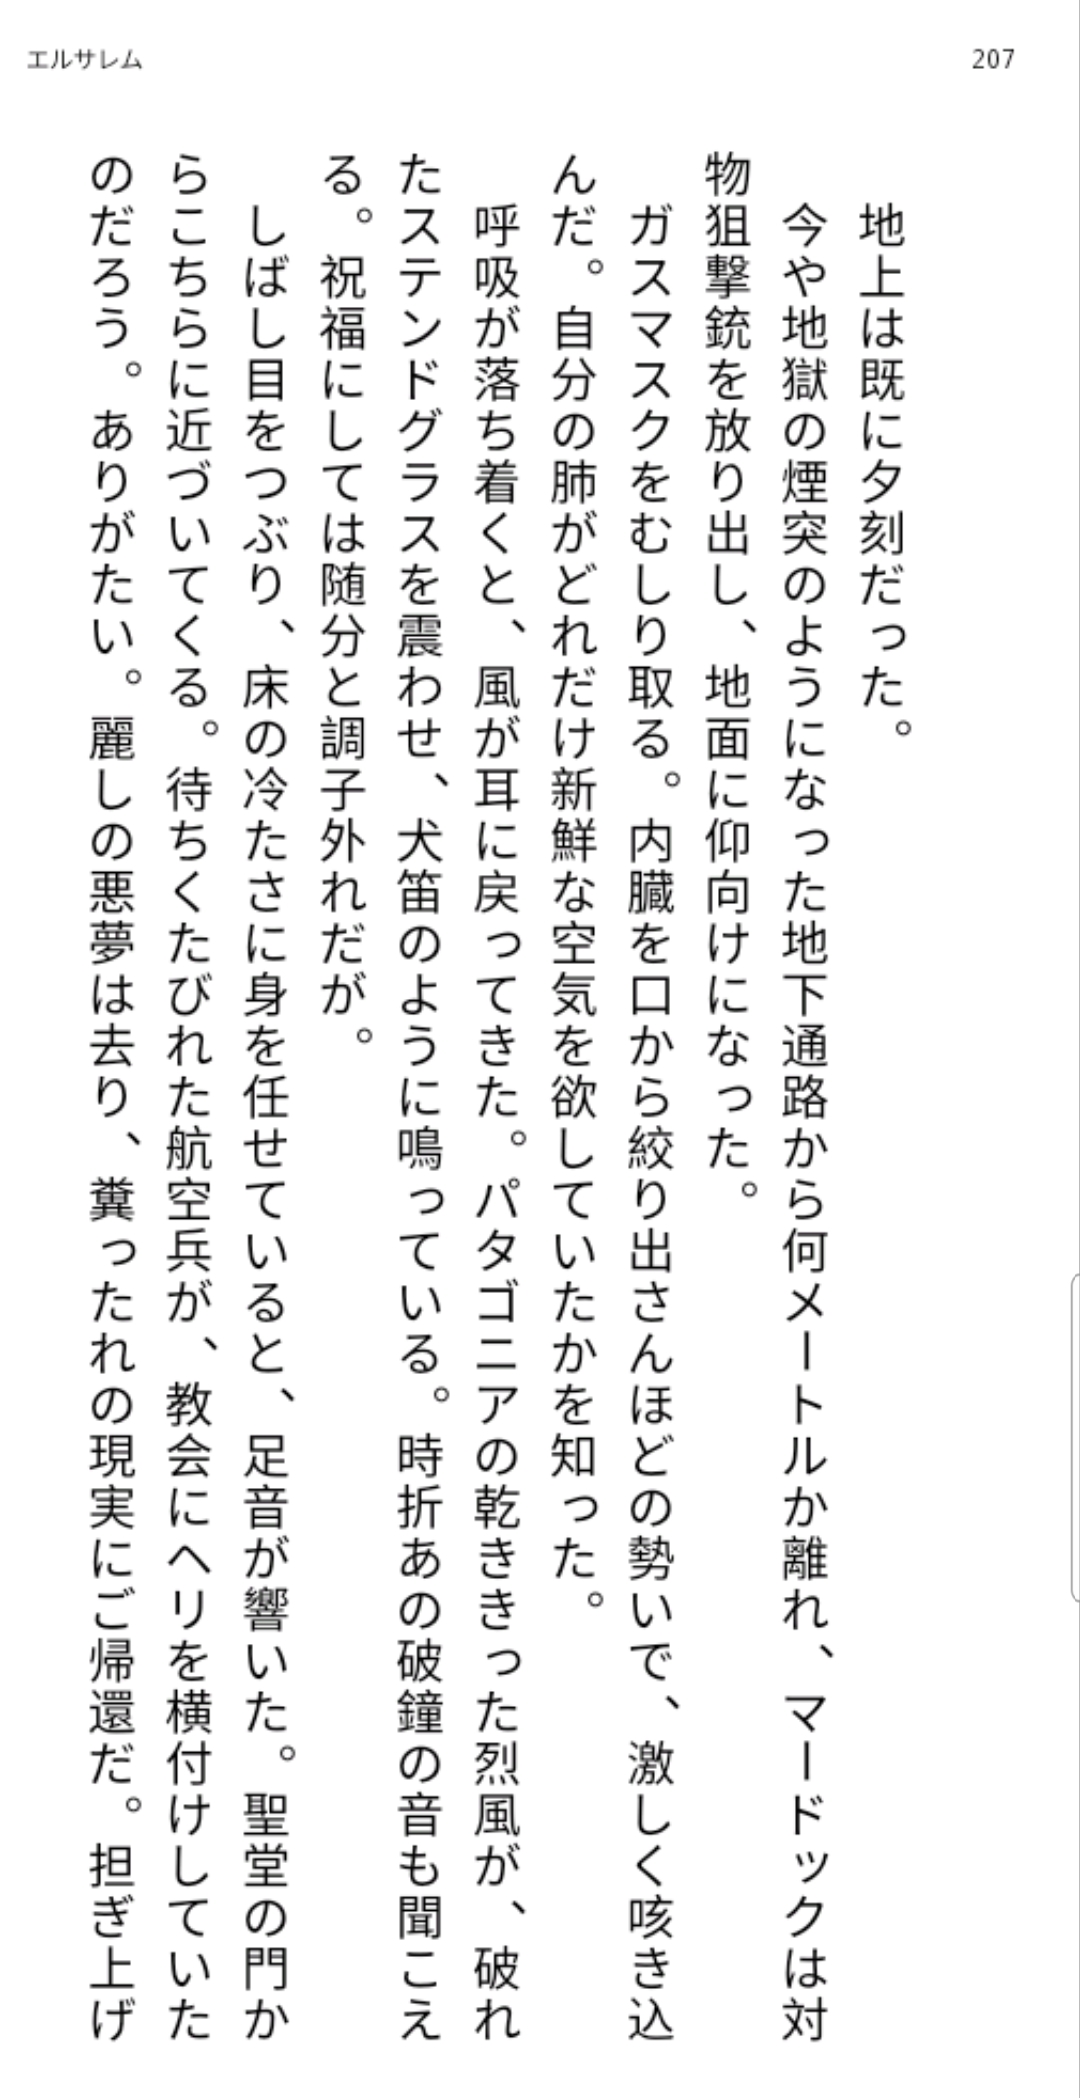 エルサレム
207
地上は既に夕刻だった。
今や地獄の煙突のようになった地下通路から何メートルか離れ、マードックは対
物狙撃銃を放り出し、地面に仰向けになった。
ガスマスクをむしり取る。内臓を口から絞り出さんほどの勢いで、激しく咳き込
んだ。自分の肺がどれだけ新鮮な空気を欲していたかを知った。
呼吸が落ち着くと、風が耳に戻ってきた。パタゴニアの乾ききった烈風が、破れ
たステンドグラスを震わせ、犬笛のように鳴っている。時折あの破鐘の音も聞こえ
る。祝福にしては随分と調子外れだが。
しばし目をつぶり、床の冷たさに身を任せていると、足音が響いた。聖堂の門か
らこちらに近づいてくる。待ちくたびれた航空兵が、教会にヘリを横付けしていた
のだろう。ありがたい。麗しの悪夢は去り、糞ったれの現実にご帰還だ。担ぎ上げ